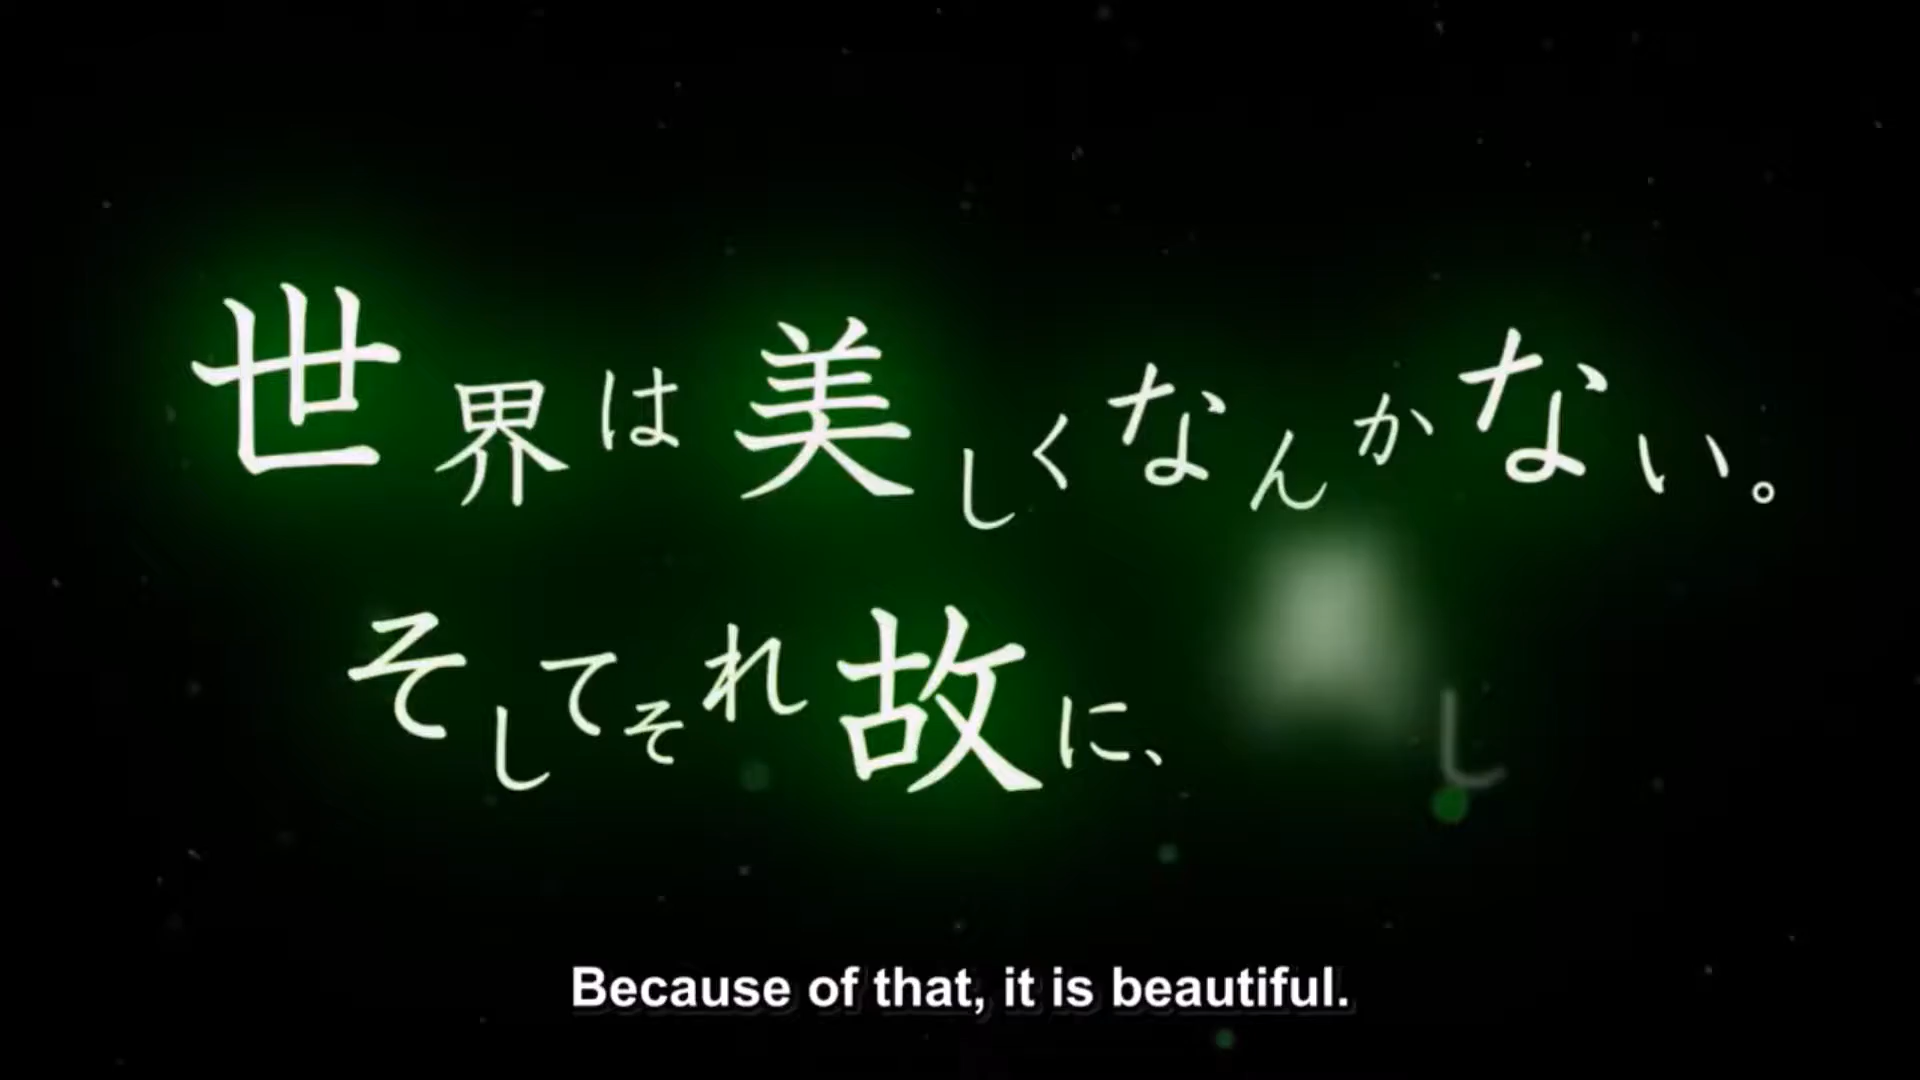 世界は美しくなんかない。
そしてそれ故に、 し
Because of that, it is beautiful.